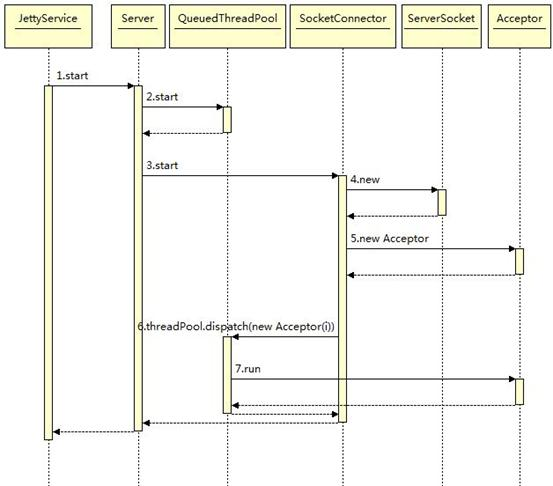 JettyService Server QueuedThreadPool SocketConnector ServerSocket Acceptor
1.start
2.start
3.start
4.new
5.new Acceptor
6.threadPool.dispatch(new Acceptor(i))
7.run